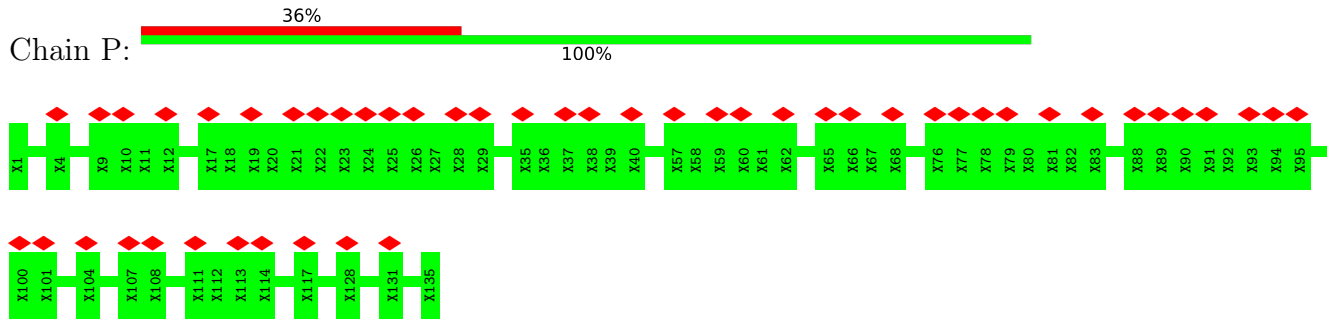 36%
Chain P:
100%
X1 X4 X9 X10 X11 X12 X17 X18 X19 X20 X21 X22 X23 X24 X25 X26 X27 X28 X29 X35 X36 X37 X38 X39 X40 X57 X58 X59 X60 X61 X62 X65 X66 X67 X68 X76 X77 X78 X79 X80 X81 X82 X83 X88 X89 X90 X91 X92 X93 X94 X95
X100 X101 X104 X107 X108 X111 X112 X113 X114 X117 X128 X131 X135